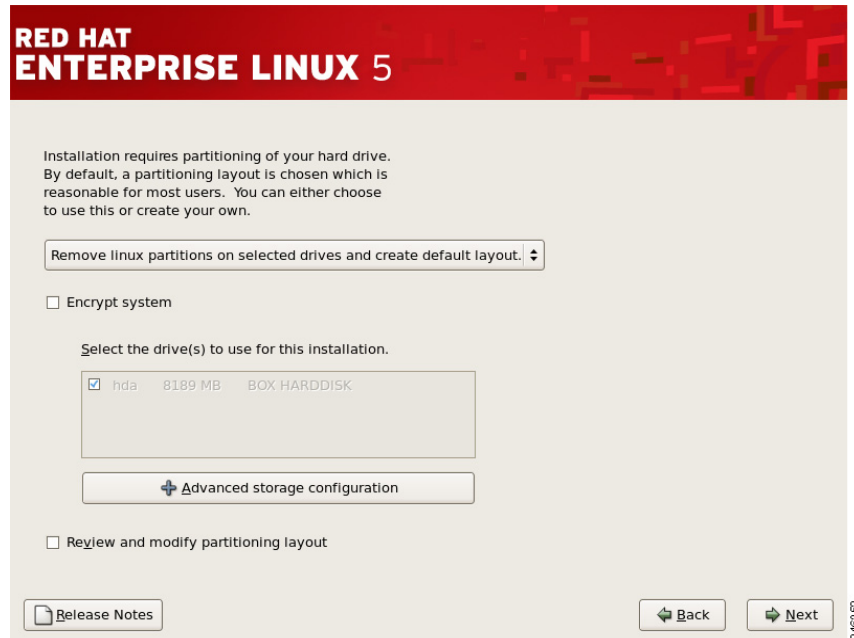 RED HAT
ENTERPRISE LINUX 5
Installation requires partitioning of your hard drive.
By default, a partitioning layout is chosen which is
reasonable for most users. You can either choose
to use this or create your own.
Remove linux partitions on selected drives and create default layout.
Encrypt system
Select the drive(s) to use for this installation.
hda 8189 MB BOX HARDDISK
Advanced storage configuration
Review and modify partitioning layout
Release Notes
Back
Next